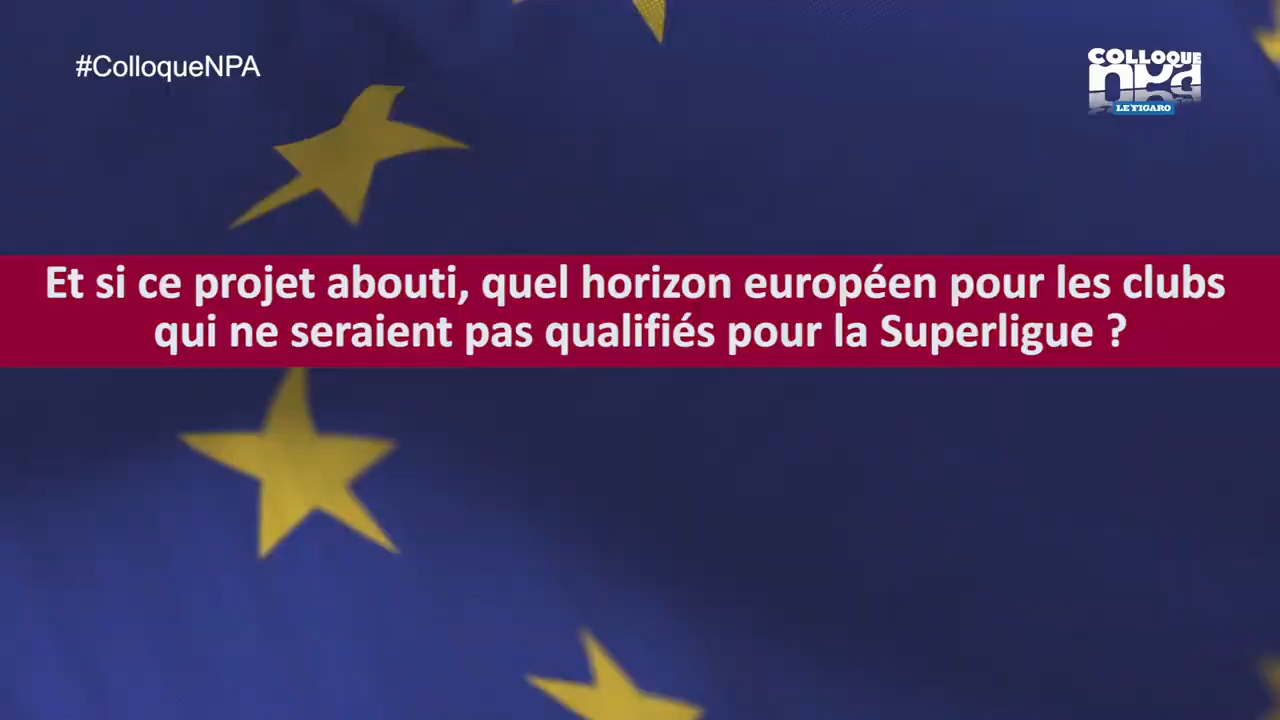 #ColloqueNPA
COLLOQUE
npa
LE FIGARO
Et si ce projet abouti, quel horizon européen pour les clubs
qui ne seraient pas qualifiés pour la Superligue ?